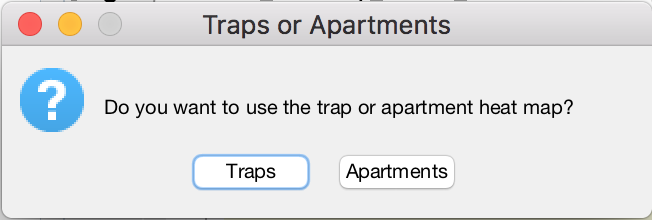 Traps or Apartments
?
Do you want to use the trap or apartment heat map?
Traps
Apartments